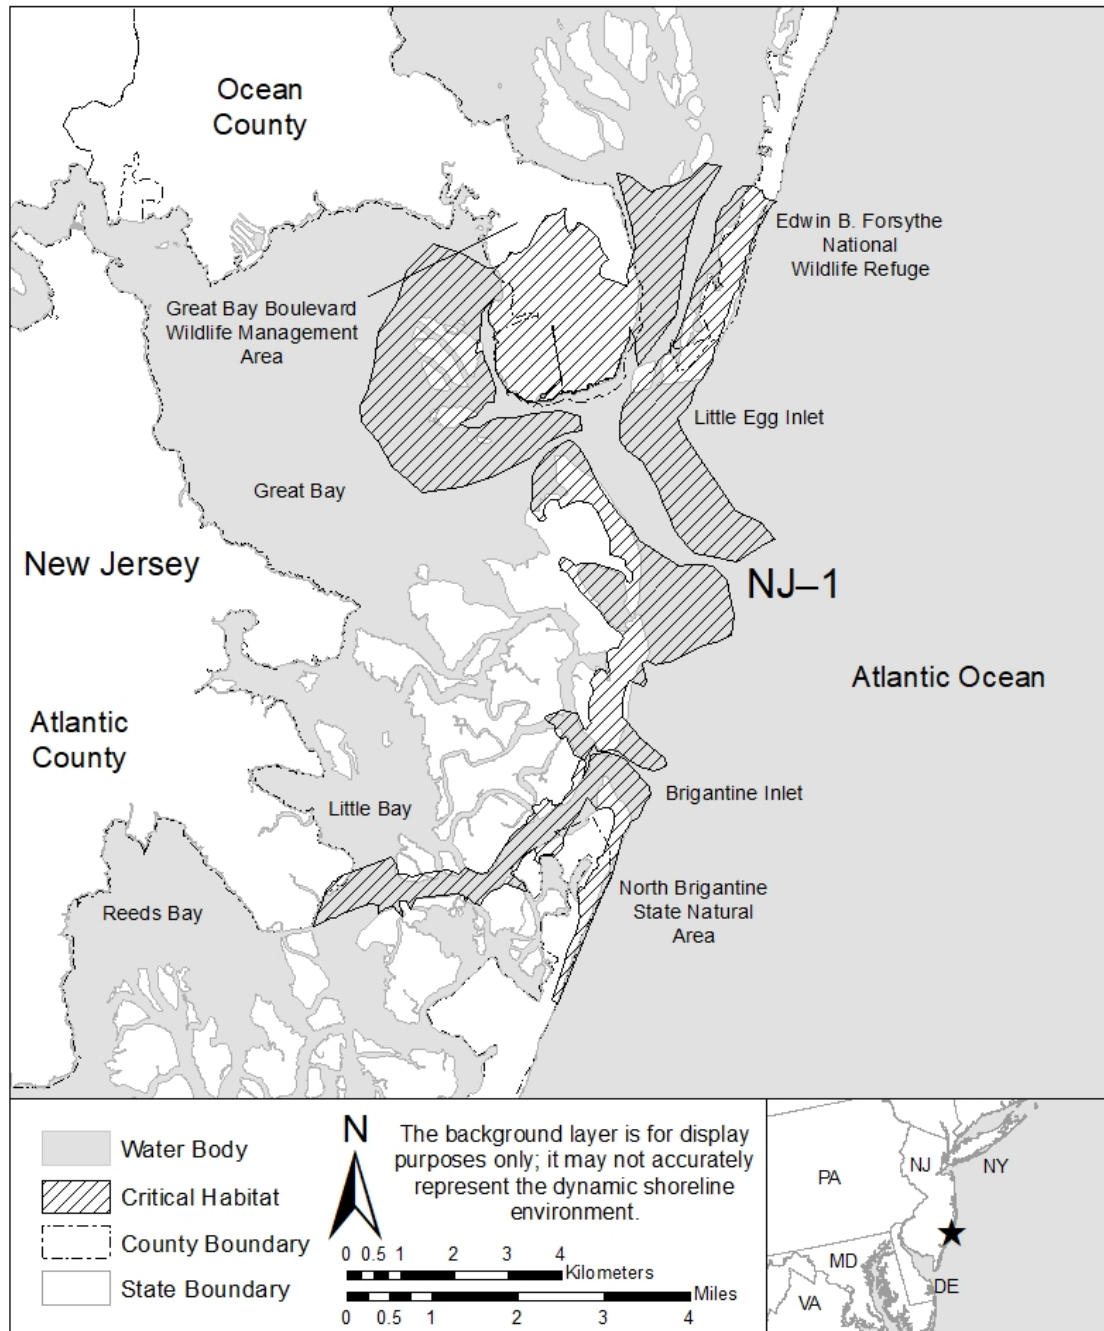 Ocean
County
Edwin B. Forsythe
National
Wildlife Refuge
Great Bay Boulevard
Wildlife Management
Area
Little Egg Inlet
Great Bay
New Jersey
NJ–1
Atlantic Ocean
Atlantic
County
Little Bay
Brigantine Inlet
North Brigantine
State Natural
Area
Reeds Bay
Water Body
Critical Habitat
County Boundary
State Boundary
N
The background layer is for display
purposes only; it may not accurately
represent the dynamic shoreline
environment.
0 0.5 1 2 3 4
Kilometers
Miles
0 0.5 1 2 3 4
PA
NJ
NY
MD
DE
VA